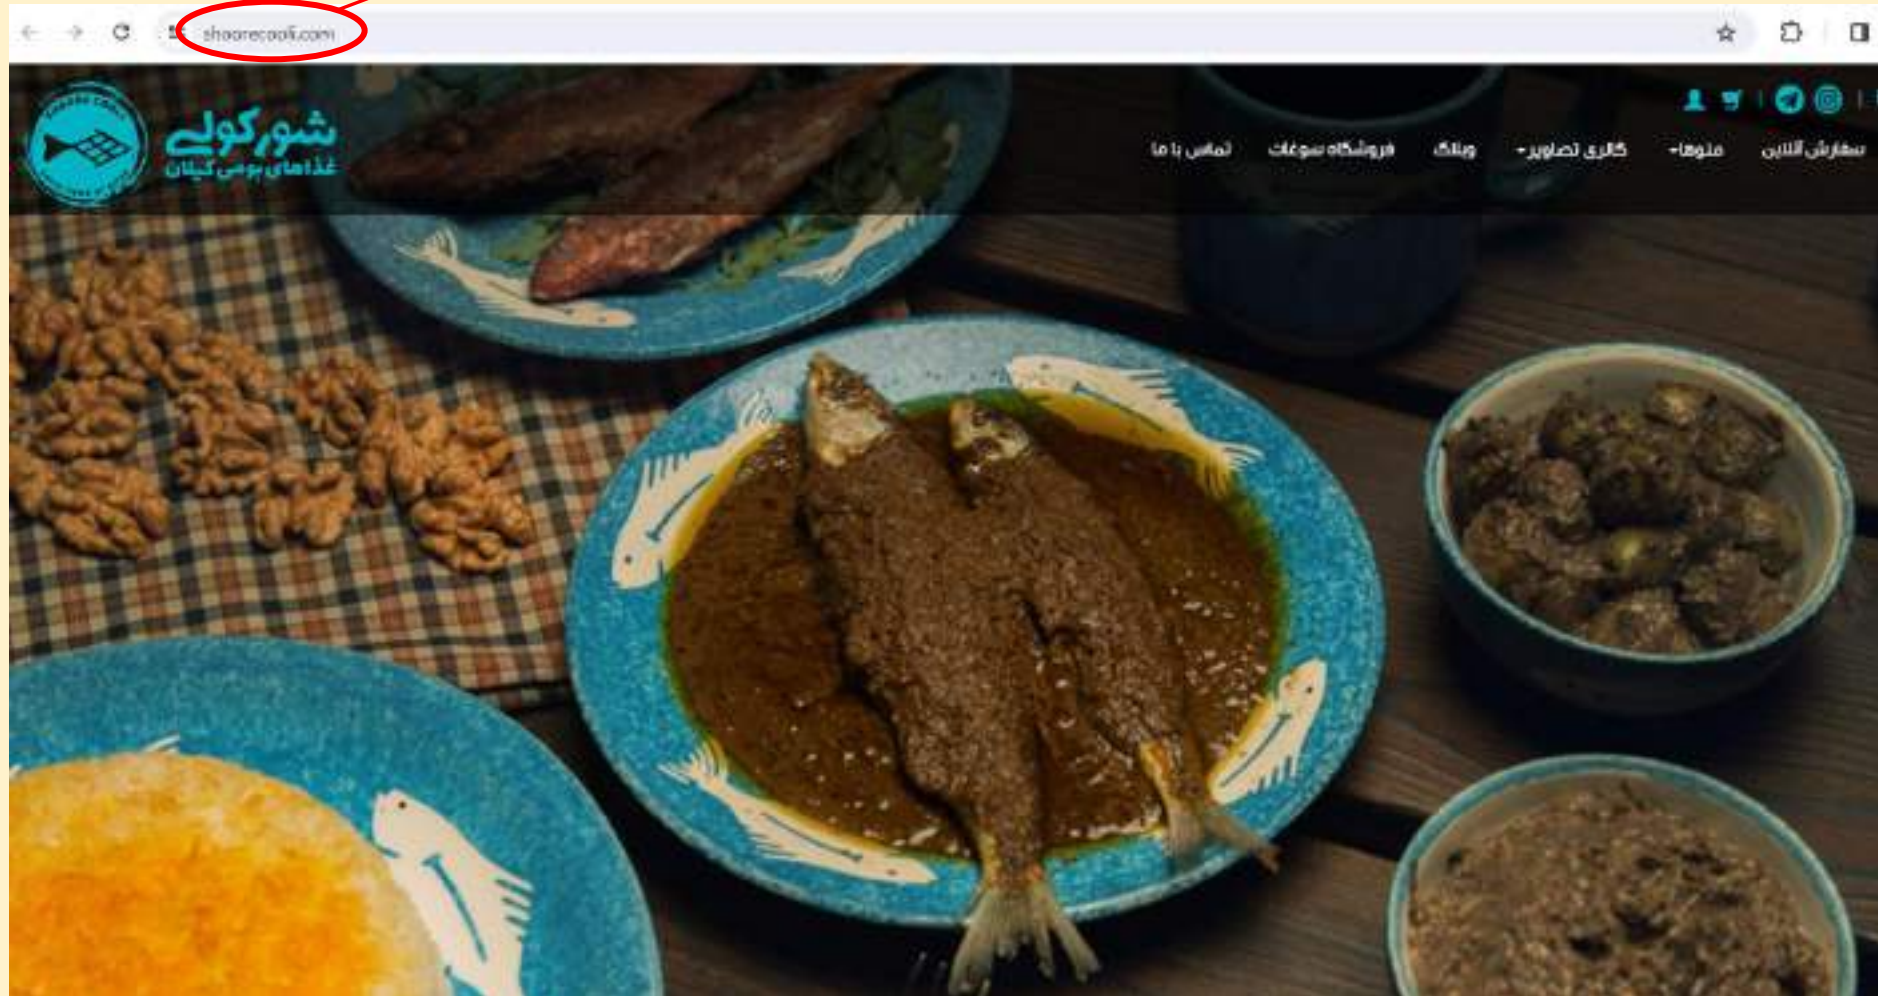 shoorecooli.com
شورکولی
غذاهای بومی گیلان
سفارش آنلاین
منوها
گالری تصاویر
وبلاگ
فروشگاه سوغات
تماس با ما